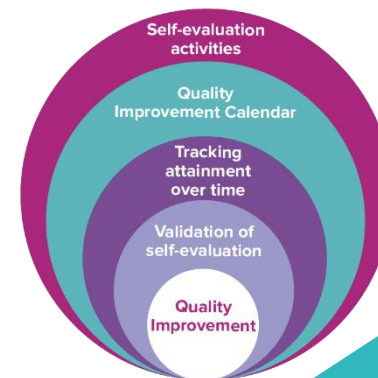 Self-evaluation
activities
Quality
Improvement Calendar
Tracking
attainment
over time
Validation of
self-evaluation
Quality
Improvement